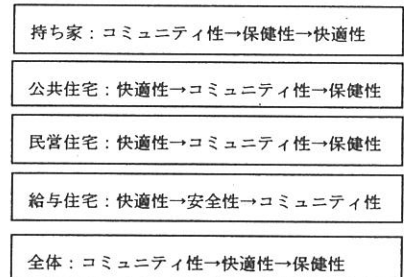 持ち家：コミュニティ性→保健性→快適性
公共住宅：快適性→コミュニティ性→保健性
民営住宅：快適性→コミュニティ性→保健性
給与住宅：快適性→安全性→コミュニティ性
全体：コミュニティ性→快適性→保健性